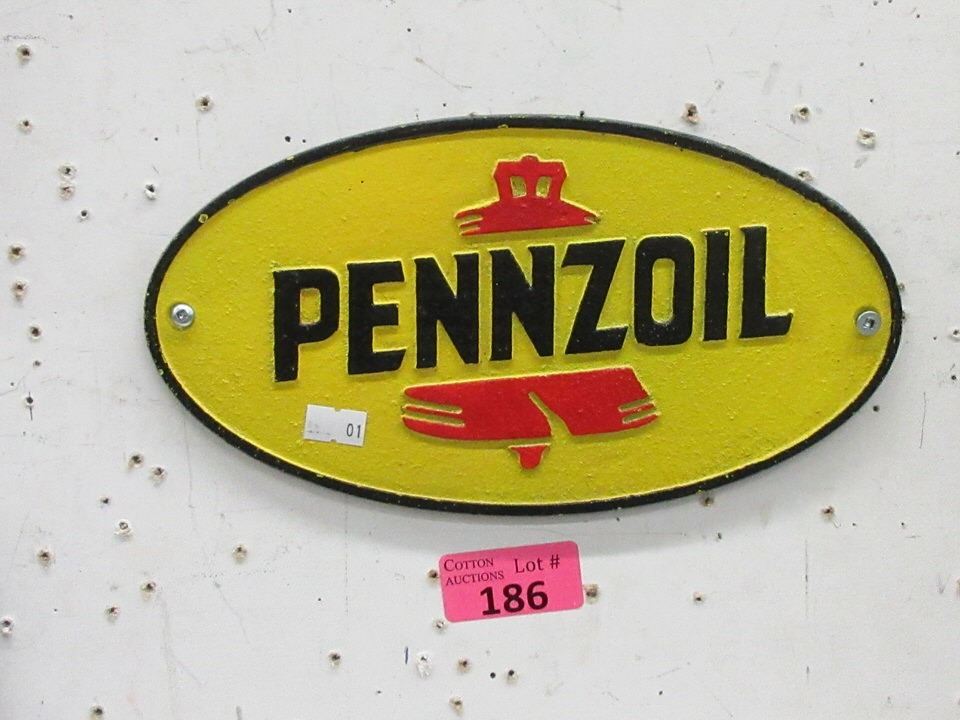 PENNZOIL
01
COTTON
AUCTIONS
Lot #
186